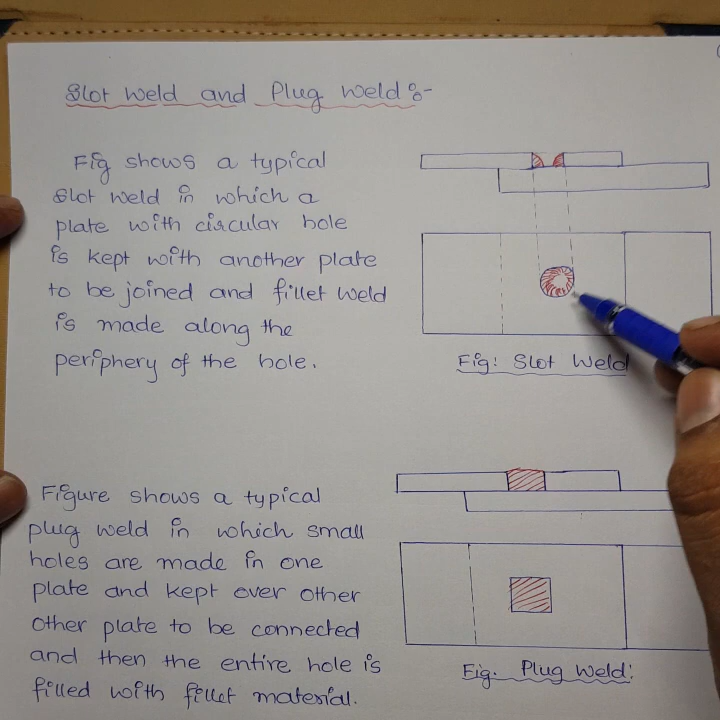 Slot Weld and Plug Weld :-
Fig shows a typical
Slot weld in which a
plate with circular hole
is kept with another plate
to be joined and fillet weld
is made along the
periphery of the hole.
Fig: Slot Weld
Figure shows a typical
plug weld in which small
holes are made in one
plate and kept over other
other plate to be connected
and then the entire hole is
filled with fillet material.
Fig. Plug Weld: